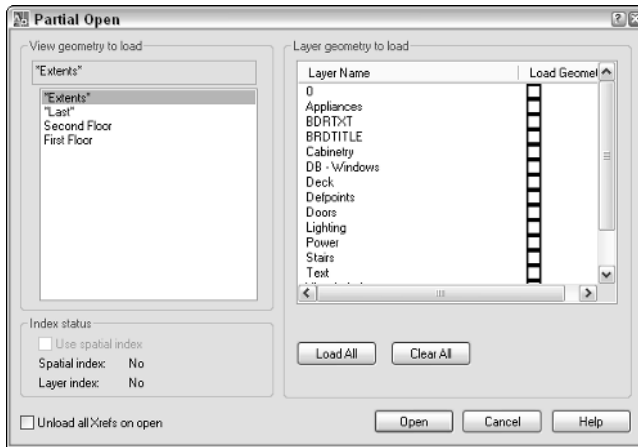 Partial Open
View geometry to load
"Extents"
"Extents"
"Last"
Second Floor
First Floor
Index status
Use spatial index
Spatial index: No
Layer index: No
Unload all Xrefs on open
Layer geometry to load
Layer Name Load Geomet
0
Appliances
BDRTXT
BRDTITLE
Cabinetry
DB - Windows
Deck
Defpoints
Doors
Lighting
Power
Stairs
Text
Load All Clear All
Open Cancel Help